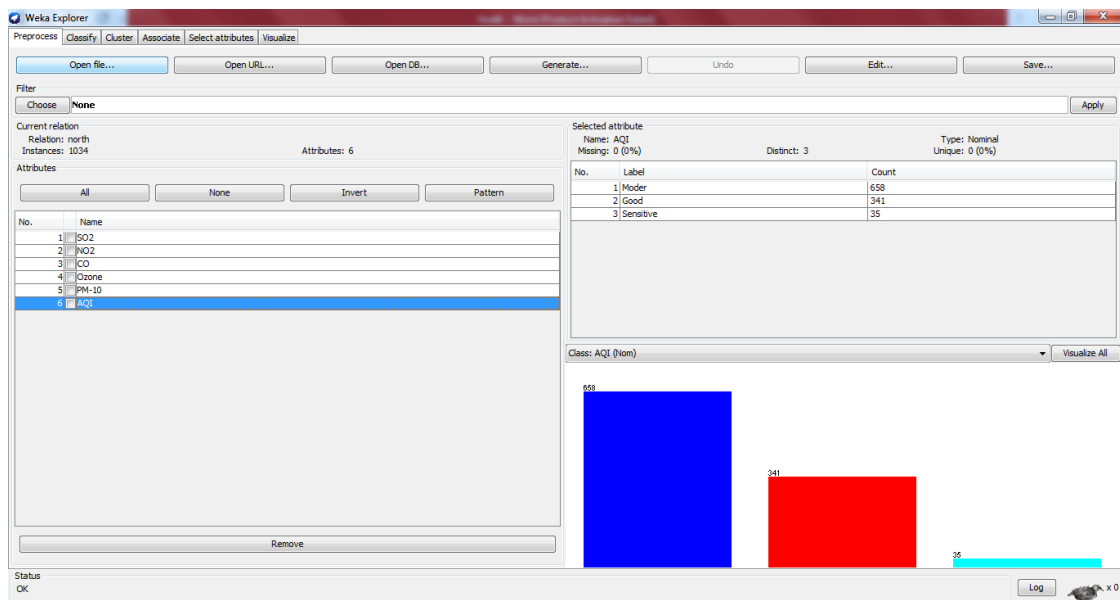 Weka Explorer
Preprocess Classify Cluster Associate Select attributes Visualize
Open file... Open URL... Open DB... Generate... Undo Edit... Save...
Filter
Choose None Apply
Current relation
Relation: north
Instances: 1034 Attributes: 6
Selected attribute
Name: AQI Type: Nominal
Missing: 0 (0%) Distinct: 3 Unique: 0 (0%)
Attributes
All None Invert Pattern
No. Name
1 SO2
2 NO2
3 CO
4 Ozone
5 PM-10
6 AQI
Remove
No. Label Count
1 Moder 658
2 Good 341
3 Sensitive 35
Class: AQI (Nom) Visualize All
658
341
35
Status
OK
Log x 0